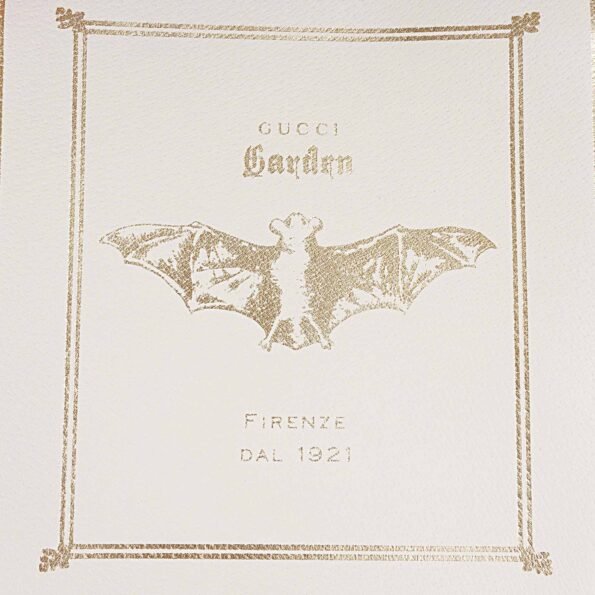 GUCCI
Garden
FIRENZE
DAL 1921